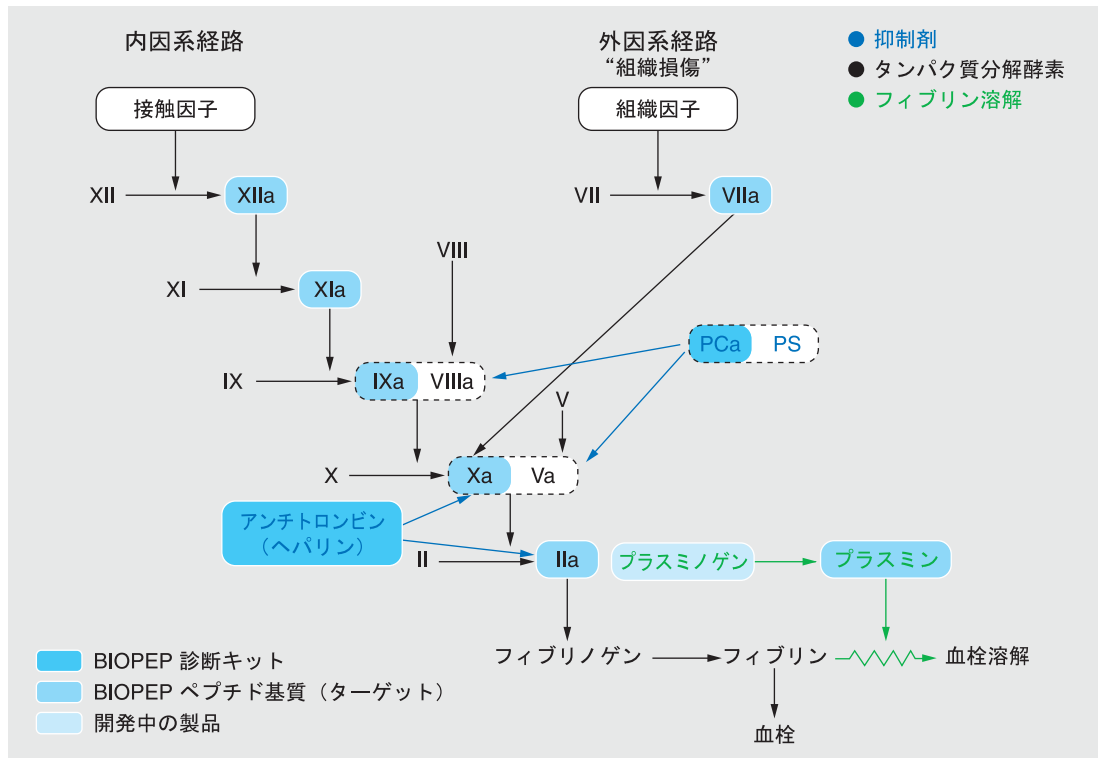 内因系経路
外因系経路
“組織損傷”
抑制剤
タンパク質分解酵素
フィブリン溶解
接触因子
組織因子
XII
XIIa
VII
VIIa
VIII
XI
XIa
PCa
PS
IX
IXa
VIIIa
V
X
Xa
Va
アンチトロンビン
（ヘパリン）
II
IIa
プラスミノゲン
プラスミン
フィブリノゲン
フィブリン
血栓溶解
血栓
BIOPEP 診断キット
BIOPEP ペプチド基質（ターゲット）
開発中の製品